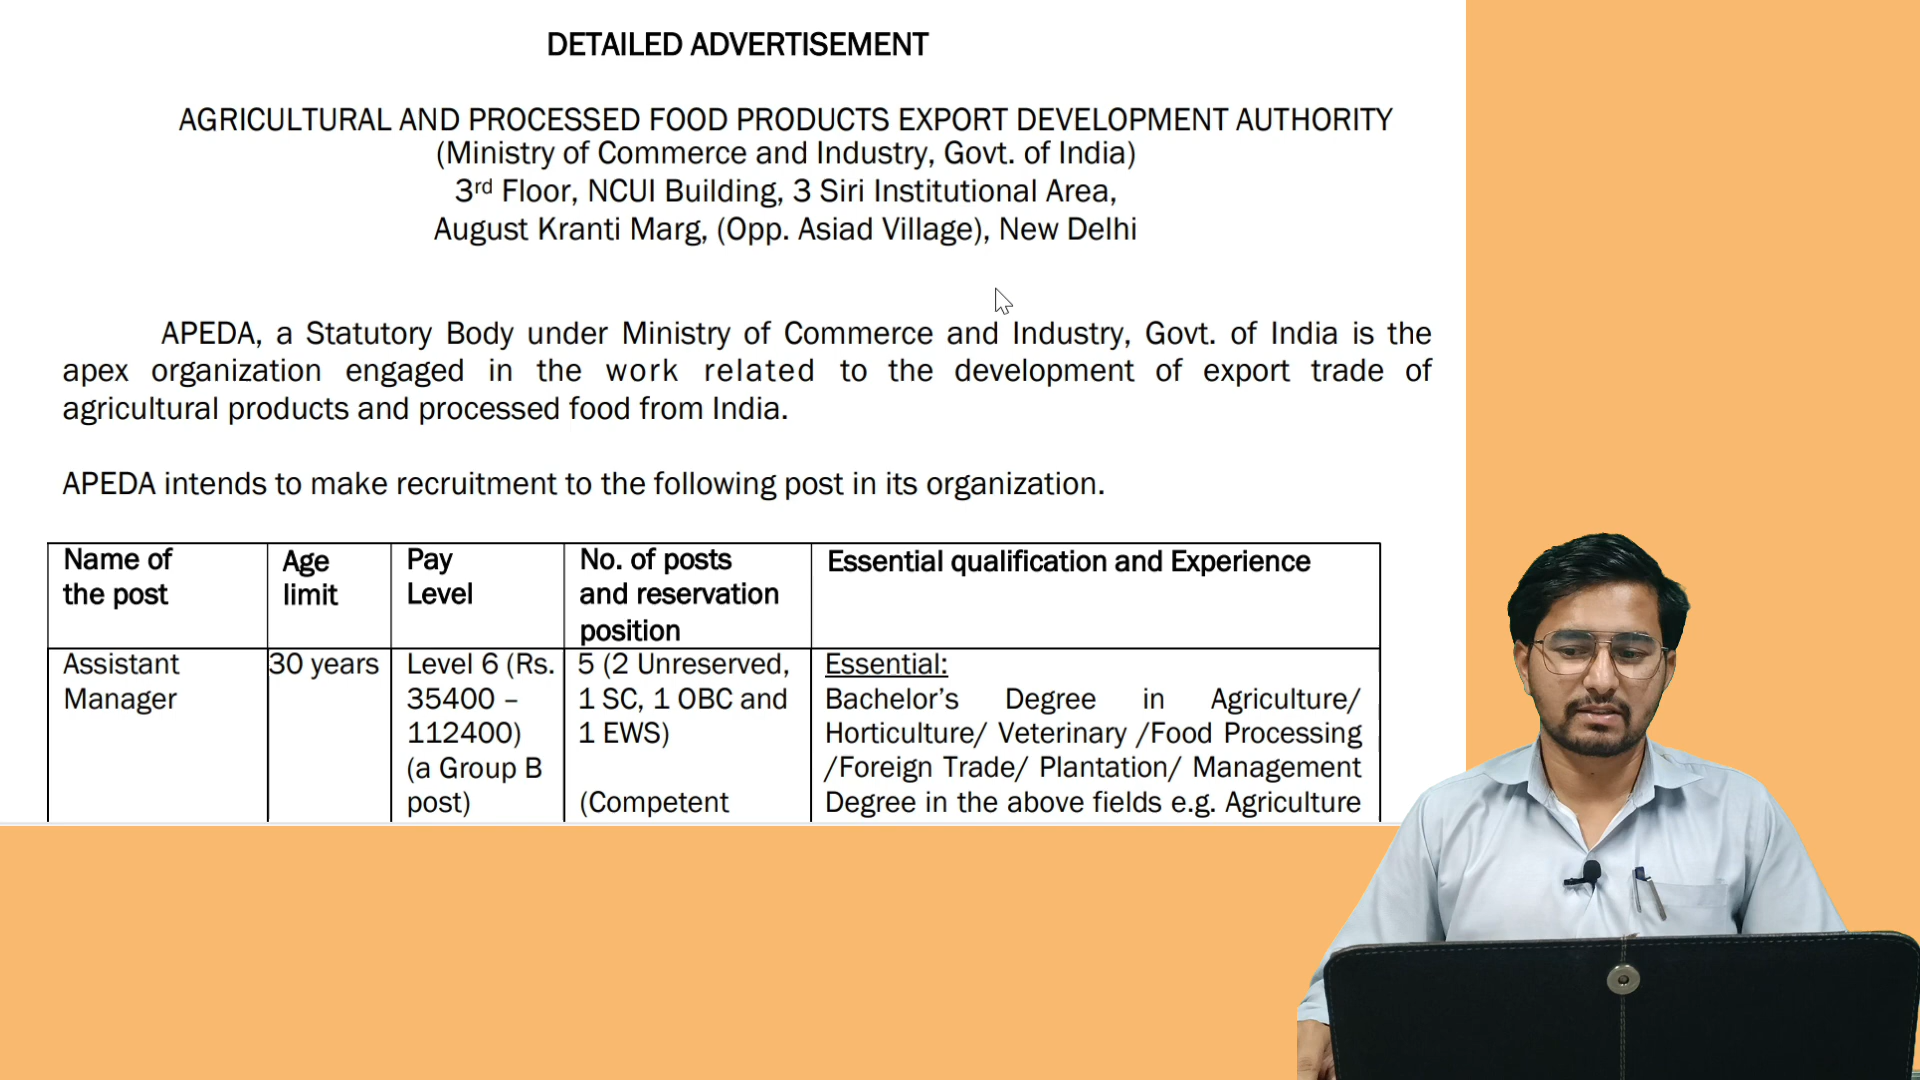 DETAILED ADVERTISEMENT
AGRICULTURAL AND PROCESSED FOOD PRODUCTS EXPORT DEVELOPMENT AUTHORITY
(Ministry of Commerce and Industry, Govt. of India)
3rd Floor, NCUI Building, 3 Siri Institutional Area,
August Kranti Marg, (Opp. Asiad Village), New Delhi
APEDA, a Statutory Body under Ministry of Commerce and Industry, Govt. of India is the
apex organization engaged in the work related to the development of export trade of
agricultural products and processed food from India.
APEDA intends to make recruitment to the following post in its organization.
Name of
the post
Age
limit
Pay
Level
No. of posts
and reservation
position
Essential qualification and Experience
Assistant
Manager
30 years
Level 6 (Rs.
35400 –
112400)
(a Group B
post)
5 (2 Unreserved,
1 SC, 1 OBC and
1 EWS)
(Competent
Essential:
Bachelor’s Degree in Agriculture/
Horticulture/ Veterinary /Food Processing
/Foreign Trade/ Plantation/ Management
Degree in the above fields e.g. Agriculture